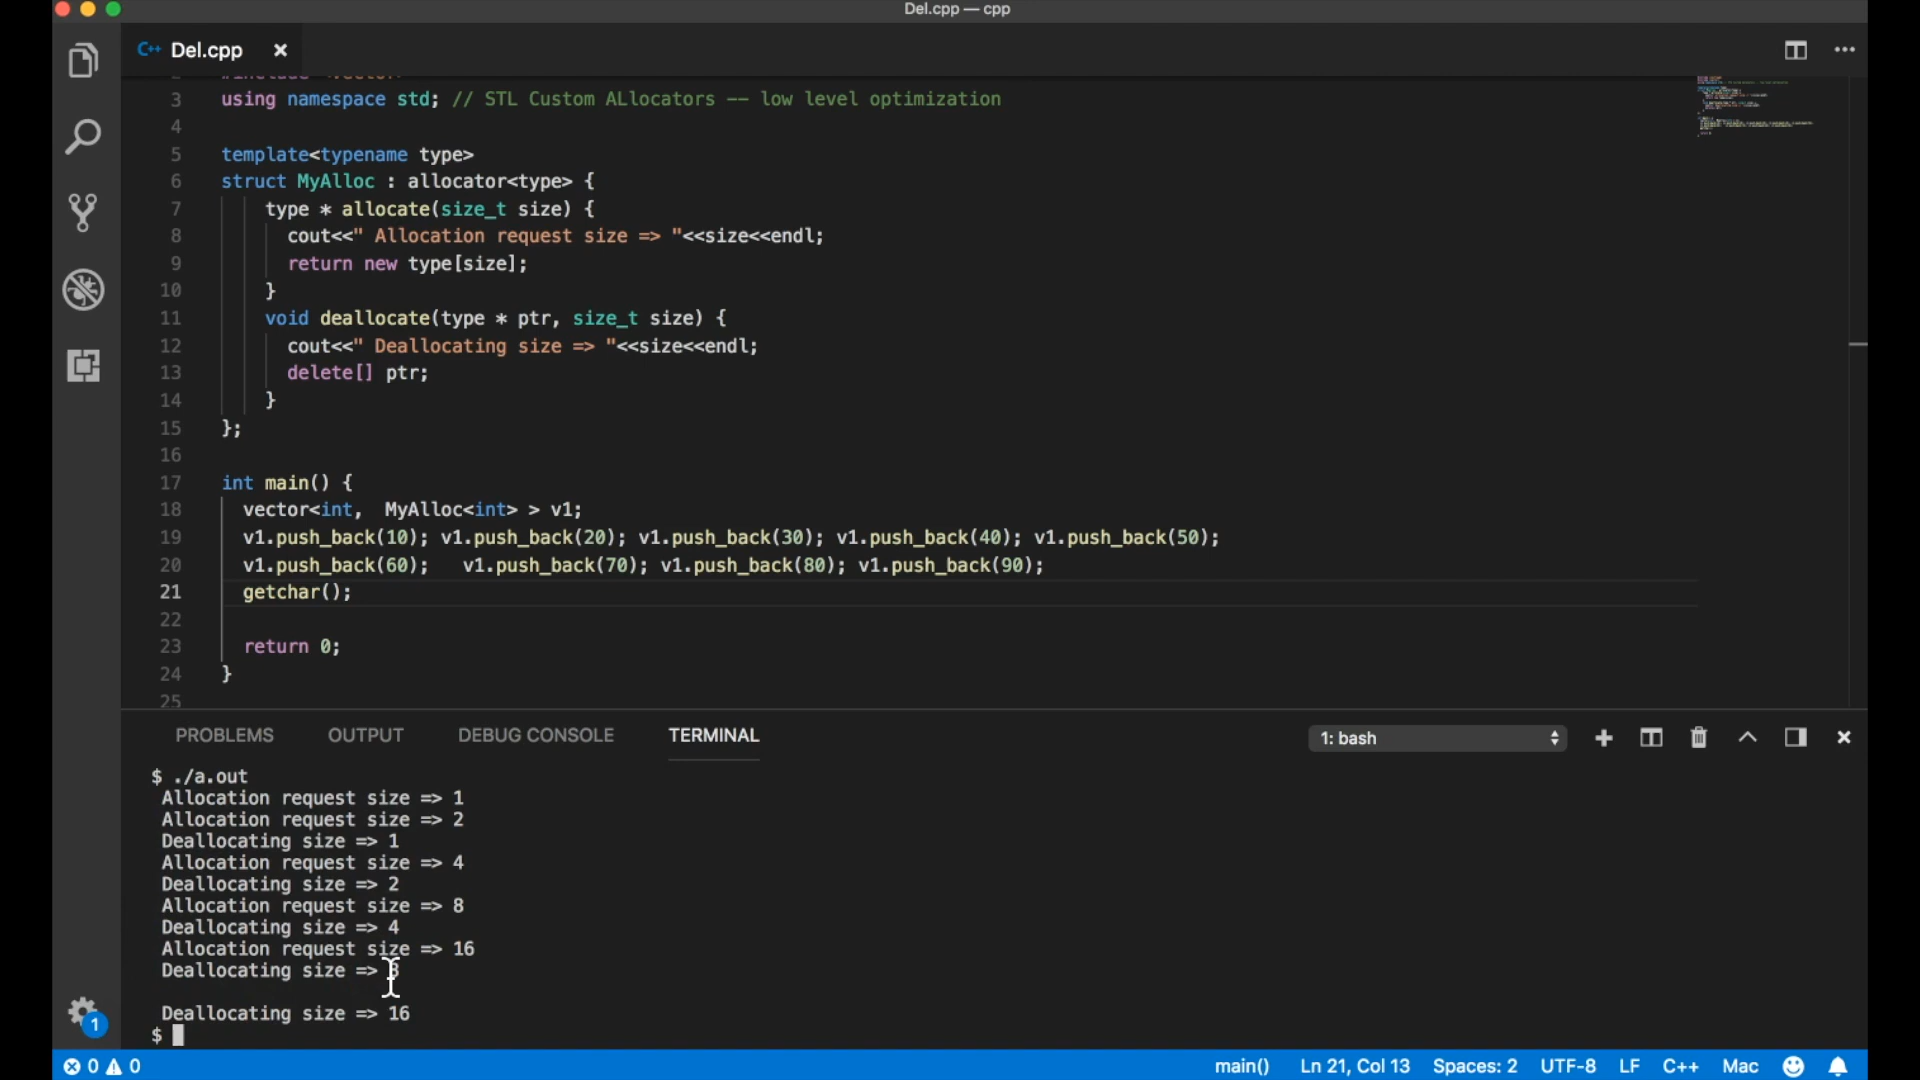 Del.cpp — cpp
C++ Del.cpp ×
3 using namespace std; // STL Custom ALlocators -- low level optimization
4
5 template<typename type>
6 struct MyAlloc : allocator<type> {
7 type * allocate(size_t size) {
8 cout<<" Allocation request size => "<<size<<endl;
9 return new type[size];
10 }
11 void deallocate(type * ptr, size_t size) {
12 cout<<" Deallocating size => "<<size<<endl;
13 delete[] ptr;
14 }
15 };
16
17 int main() {
18 vector<int,  MyAlloc<int> > v1;
19 v1.push_back(10); v1.push_back(20); v1.push_back(30); v1.push_back(40); v1.push_back(50);
20 v1.push_back(60);   v1.push_back(70); v1.push_back(80); v1.push_back(90);
21 getchar();
22
23 return 0;
24 }
25
PROBLEMS OUTPUT DEBUG CONSOLE TERMINAL 1: bash
$ ./a.out
Allocation request size => 1
Allocation request size => 2
Deallocating size => 1
Allocation request size => 4
Deallocating size => 2
Allocation request size => 8
Deallocating size => 4
Allocation request size => 16
Deallocating size => 8
Deallocating size => 16
$
1
0 0 main() Ln 21, Col 13 Spaces: 2 UTF-8 LF C++ Mac